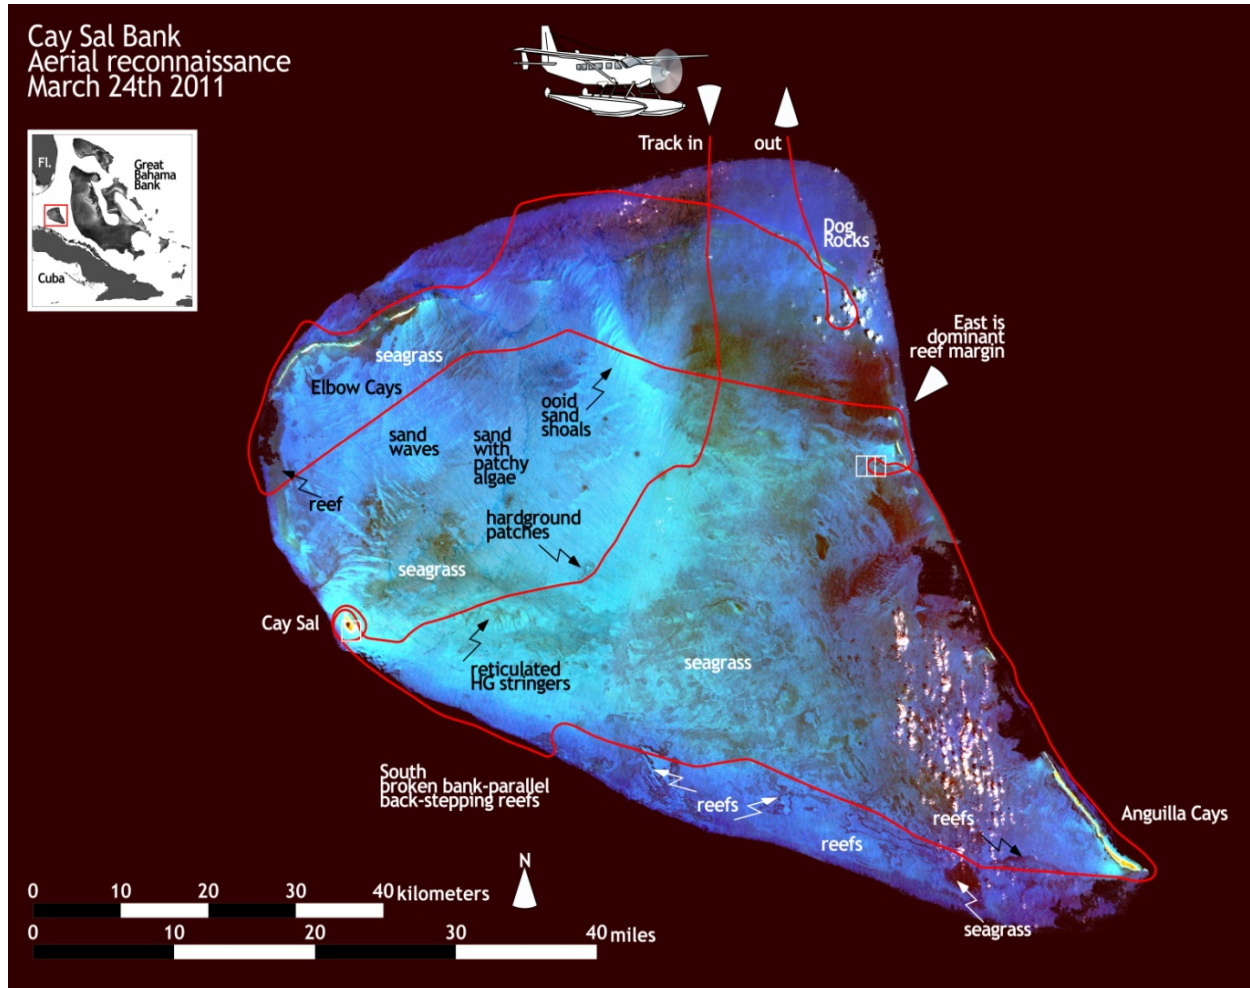 Cay Sal Bank
Aerial reconnaissance
March 24th 2011
Fl.
Great
Bahama
Bank
Cuba
Track in
out
Dog
Rocks
East is
dominant
reef margin
seagrass
Elbow Cays
ooid
sand
shoals
sand
waves
sand
with
patchy
algae
reef
hardground
patches
seagrass
Cay Sal
reticulated
HG stringers
seagrass
South
broken bank-parallel
back-stepping reefs
reefs
reefs
reefs
Anguilla Cays
seagrass
N
0 10 20 30 40 kilometers
0 10 20 30 40 miles